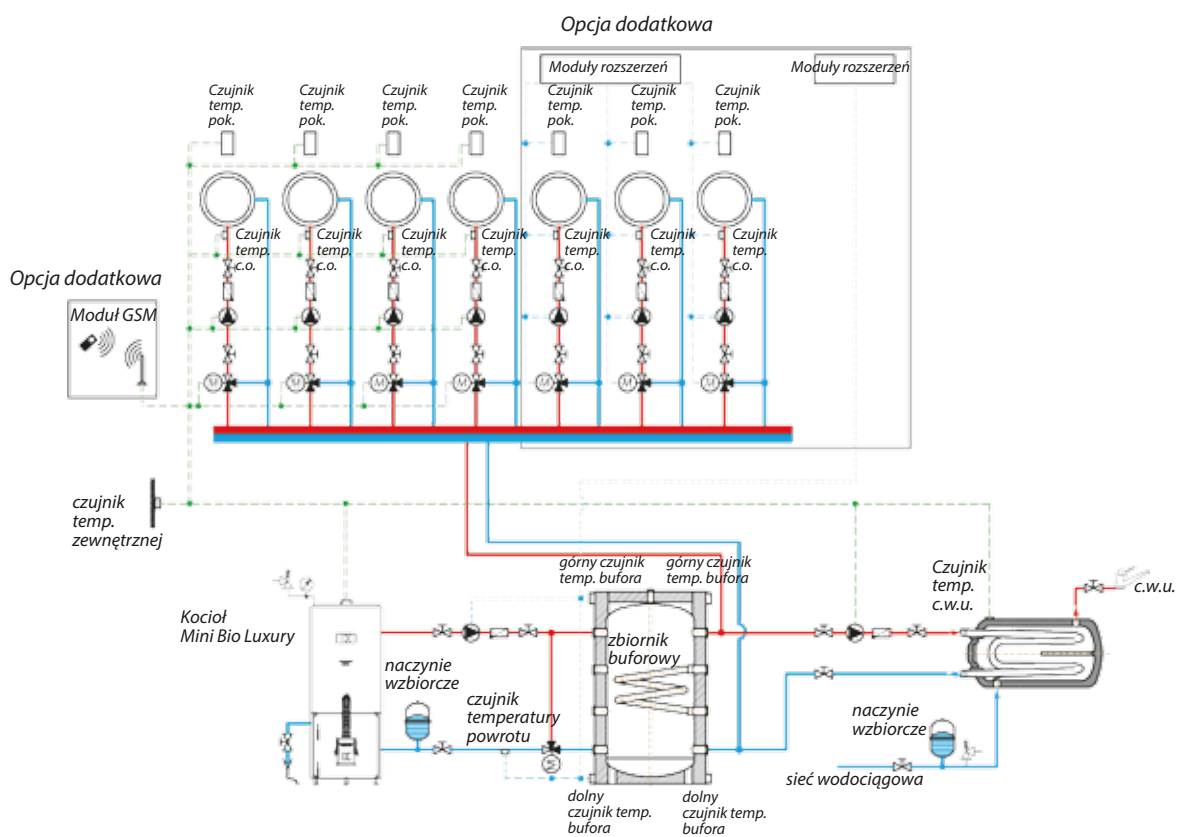 Opcja dodatkowa
Moduły rozszerzeń
Moduły rozszerzeń
Czujnik
temp.
pok.
Czujnik
temp.
pok.
Czujnik
temp.
pok.
Czujnik
temp.
pok.
Czujnik
temp.
pok.
Czujnik
temp.
pok.
Czujnik
temp.
pok.
Czujnik
temp.
c.o.
Czujnik
temp.
c.o.
Czujnik
temp.
c.o.
Czujnik
temp.
c.o.
Czujnik
temp.
c.o.
Czujnik
temp.
c.o.
Czujnik
temp.
c.o.
Opcja dodatkowa
Moduł GSM
M
M
M
M
M
M
M
czujnik
temp.
zewnętrznej
górny czujnik
temp. bufora
górny czujnik
temp. bufora
Czujnik
temp.
c.w.u.
c.w.u.
Kocioł
Mini Bio Luxury
zbiornik
buforowy
naczynie
wzbiorcze
czujnik
temperatury
powrotu
M
naczynie
wzbiorcze
sieć wodociągowa
dolny
czujnik temp.
bufora
dolny
czujnik temp.
bufora